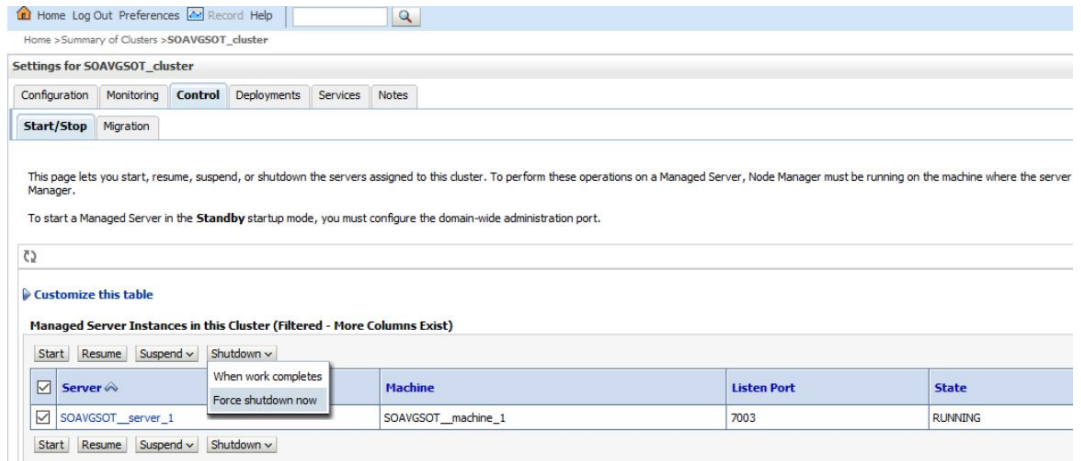 Home Log Out Preferences Record Help
Home >Summary of Clusters >SOAVGSOT_cluster
Settings for SOAVGSOT_cluster
Configuration Monitoring Control Deployments Services Notes
Start/Stop Migration
This page lets you start, resume, suspend, or shutdown the servers assigned to this cluster. To perform these operations on a Managed Server, Node Manager must be running on the machine where the server
Manager.
To start a Managed Server in the Standby startup mode, you must configure the domain-wide administration port.
Customize this table
Managed Server Instances in this Cluster (Filtered - More Columns Exist)
Start Resume Suspend Shutdown
When work completes
Force shutdown now
Server Machine Listen Port State
SOAVGSOT__server_1 SOAVGSOT__machine_1 7003 RUNNING
Start Resume Suspend Shutdown